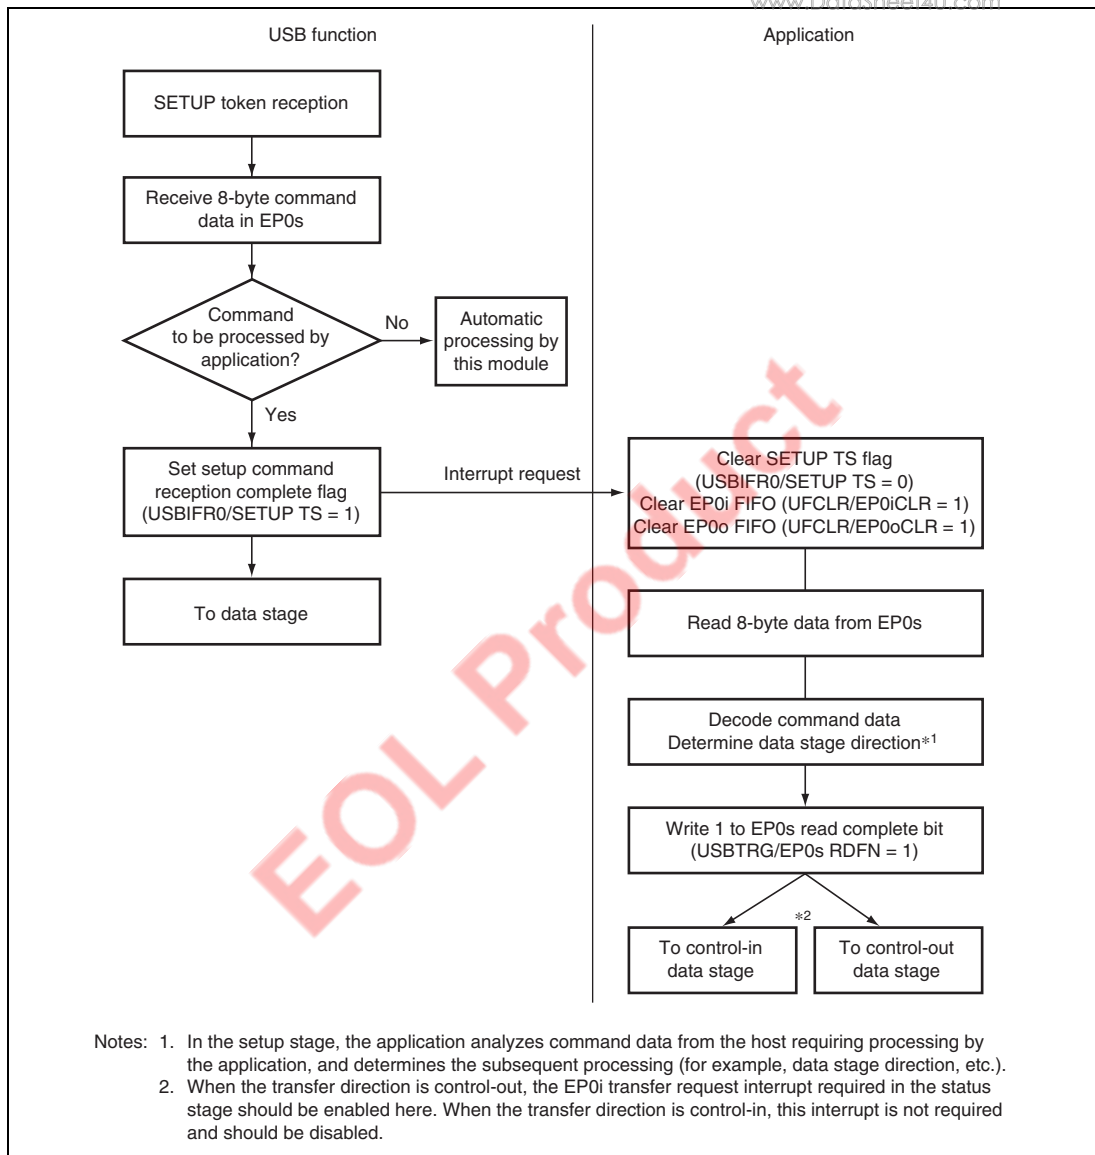 www.DataSheet4U.com
USB function
Application
SETUP token reception
Receive 8-byte command
data in EP0s
Command
to be processed by
application?
No
Automatic
processing by
this module
Yes
Set setup command
reception complete flag
(USBIFR0/SETUP TS = 1)
Interrupt request
To data stage
Clear SETUP TS flag
(USBIFR0/SETUP TS = 0)
Clear EP0i FIFO (UFCLR/EP0iCLR = 1)
Clear EP0o FIFO (UFCLR/EP0oCLR = 1)
Read 8-byte data from EP0s
Decode command data
Determine data stage direction*1
Write 1 to EP0s read complete bit
(USBTRG/EP0s RDFN = 1)
*2
To control-in
data stage
To control-out
data stage
EOL Product
Notes: 1. In the setup stage, the application analyzes command data from the host requiring processing by
the application, and determines the subsequent processing (for example, data stage direction, etc.).
2. When the transfer direction is control-out, the EP0i transfer request interrupt required in the status
stage should be enabled here. When the transfer direction is control-in, this interrupt is not required
and should be disabled.